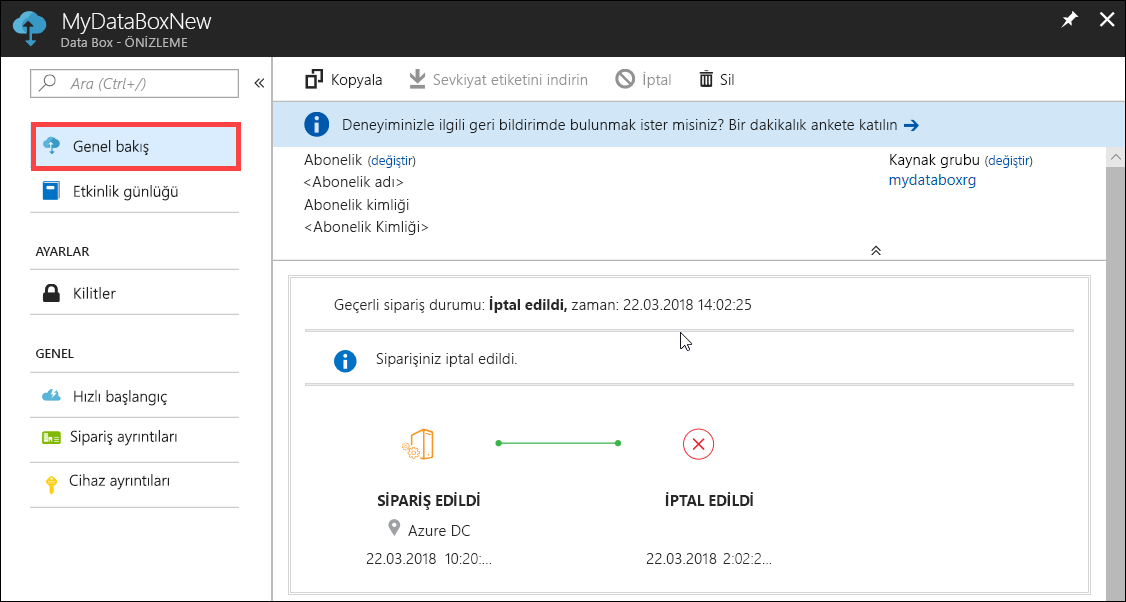 MyDataBoxNew
Data Box - ÖNİZLEME
Ara (Ctrl+/)
Genel bakış
Etkinlik günlüğü
AYARLAR
Kilitler
GENEL
Hızlı başlangıç
Sipariş ayrıntıları
Cihaz ayrıntıları
Kopyala Sevkiyat etiketini indirin İptal Sil
Deneyiminizle ilgili geri bildirimde bulunmak ister misiniz? Bir dakikalık ankete katılın →
Abonelik (değiştir) Kaynak grubu (değiştir)
<Abonelik adı> mydataboxrg
Abonelik kimliği
<Abonelik Kimliği>
Geçerli sipariş durumu: İptal edildi, zaman: 22.03.2018 14:02:25
Siparişiniz iptal edildi.
SİPARİŞ EDİLDİ İPTAL EDİLDİ
Azure DC
22.03.2018 10:20:... 22.03.2018 2:02:2...